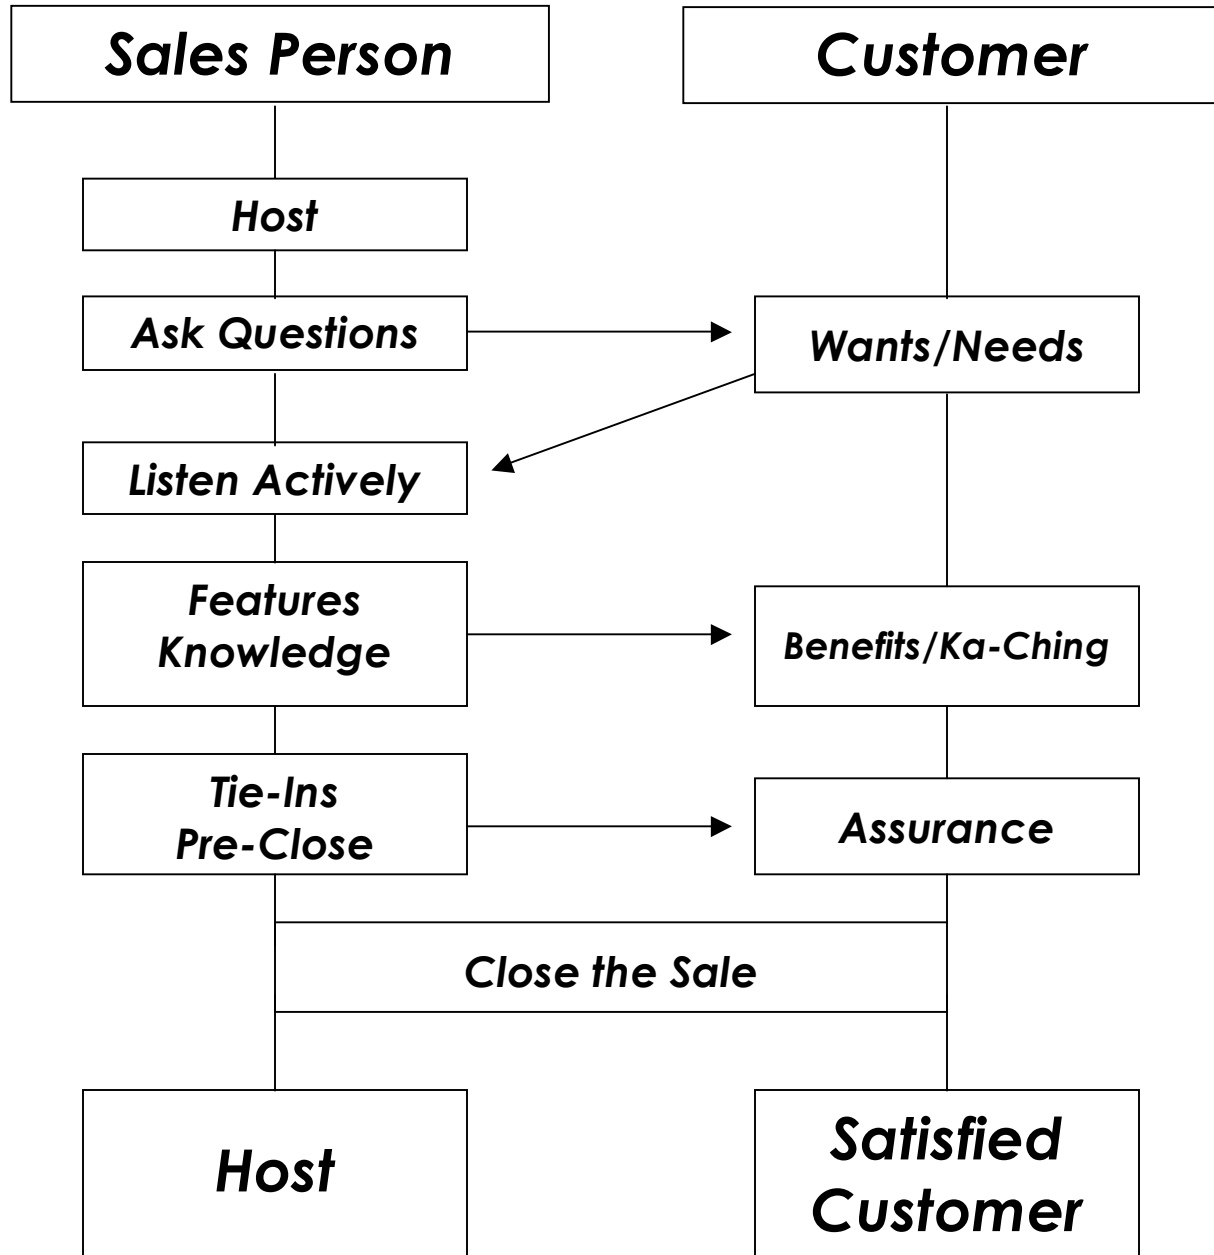 Sales Person
Customer
Host
Ask Questions
Wants/Needs
Listen Actively
Features
Knowledge
Benefits/Ka-Ching
Tie-Ins
Pre-Close
Assurance
Close the Sale
Host
Satisfied
Customer